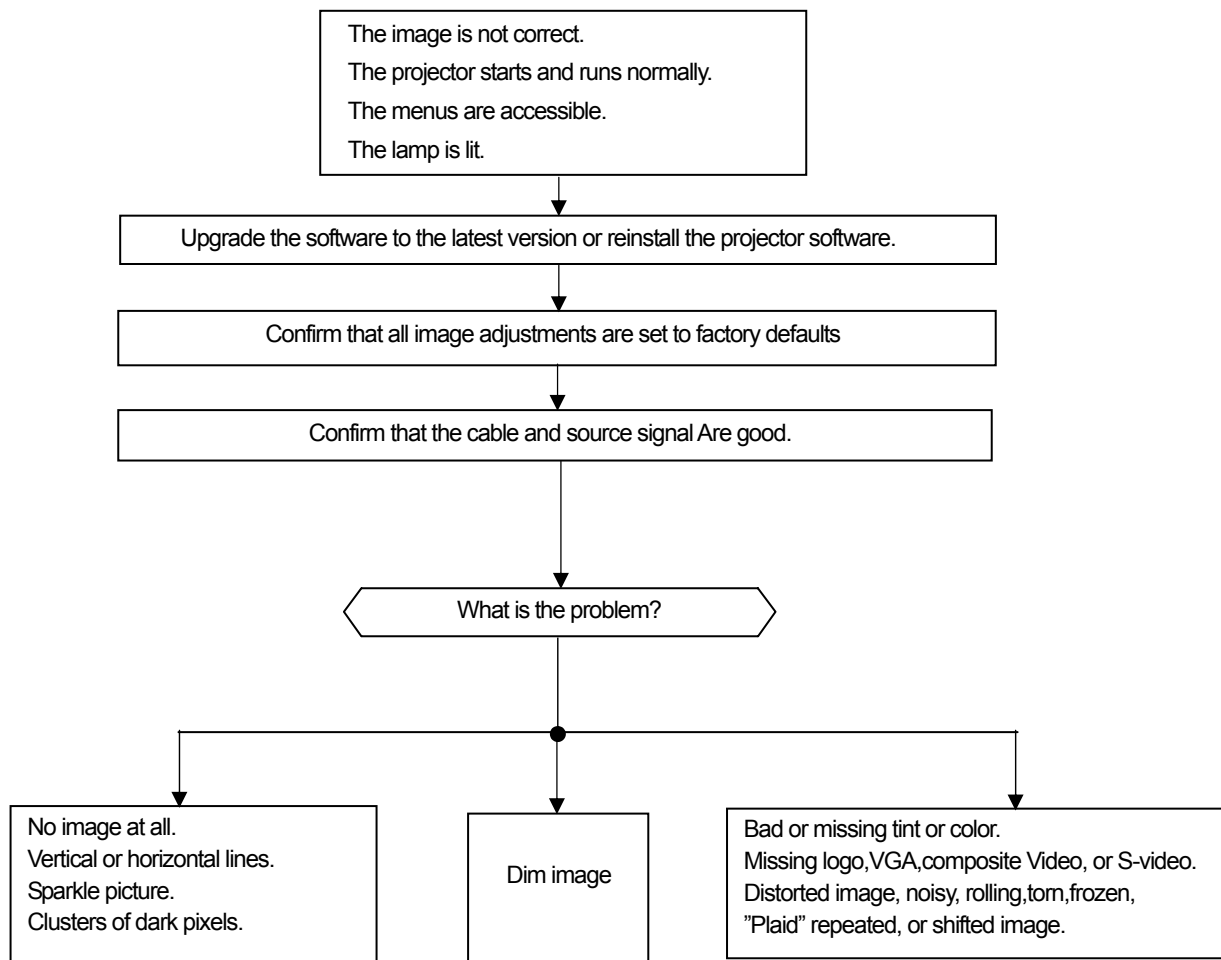 The image is not correct.
The projector starts and runs normally.
The menus are accessible.
The lamp is lit.
Upgrade the software to the latest version or reinstall the projector software.
Confirm that all image adjustments are set to factory defaults
Confirm that the cable and source signal Are good.
What is the problem?
No image at all.
Vertical or horizontal lines.
Sparkle picture.
Clusters of dark pixels.
Dim image
Bad or missing tint or color.
Missing logo,VGA,composite Video, or S-video.
Distorted image, noisy, rolling,torn,frozen,
”Plaid” repeated, or shifted image.